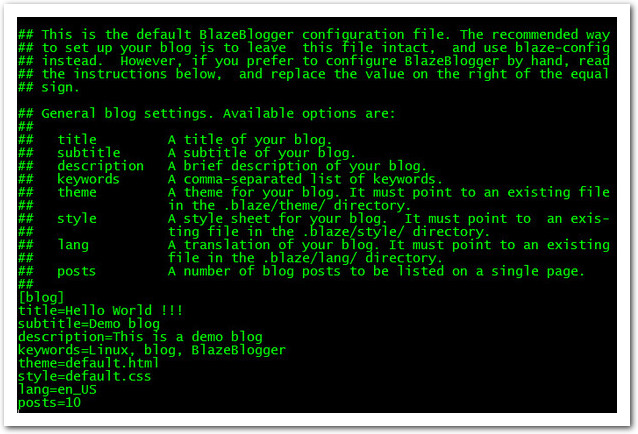 ## This is the default BlazeBlogger configuration file. The recommended way
## to set up your blog is to leave  this file intact,  and use blaze-config
## instead.  However, if you prefer to configure BlazeBlogger by hand, read
## the instructions below,  and replace the value on the right of the equal
## sign.

## General blog settings. Available options are:
##
##   title         A title of your blog.
##   subtitle      A subtitle of your blog.
##   description   A brief description of your blog.
##   keywords      A comma-separated list of keywords.
##   theme         A theme for your blog. It must point to an existing file
##                 in the .blaze/theme/ directory.
##   style         A style sheet for your blog.  It must point to  an exis-
##                 ting file in the .blaze/style/ directory.
##   lang          A translation of your blog. It must point to an existing
##                 file in the .blaze/lang/ directory.
##   posts         A number of blog posts to be listed on a single page.
##
[blog]
title=Hello World !!!
subtitle=Demo blog
description=This is a demo blog
keywords=Linux, blog, BlazeBlogger
theme=default.html
style=default.css
lang=en_US
posts=10